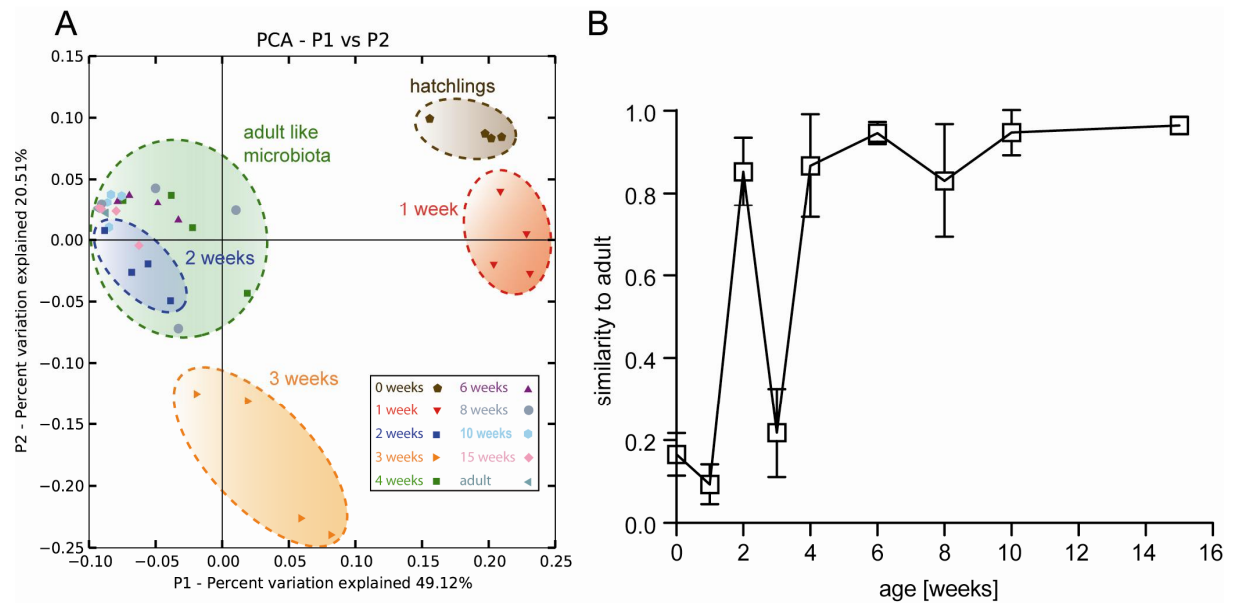 A
PCA - P1 vs P2
0.15
0.10
0.05
0.00
−0.05
−0.10
−0.15
−0.20
−0.25
P2 - Percent variation explained 20.51%
hatchlings
adult like
microbiota
1 week
2 weeks
3 weeks
0 weeks 6 weeks
1 week 8 weeks
2 weeks 10 weeks
3 weeks 15 weeks
4 weeks adult
−0.10 −0.05 0.00 0.05 0.10 0.15 0.20 0.25
P1 - Percent variation explained 49.12%
B
1.0
0.8
0.6
0.4
0.2
0.0
similarity to adult
0 2 4 6 8 10 12 14 16
age [weeks]